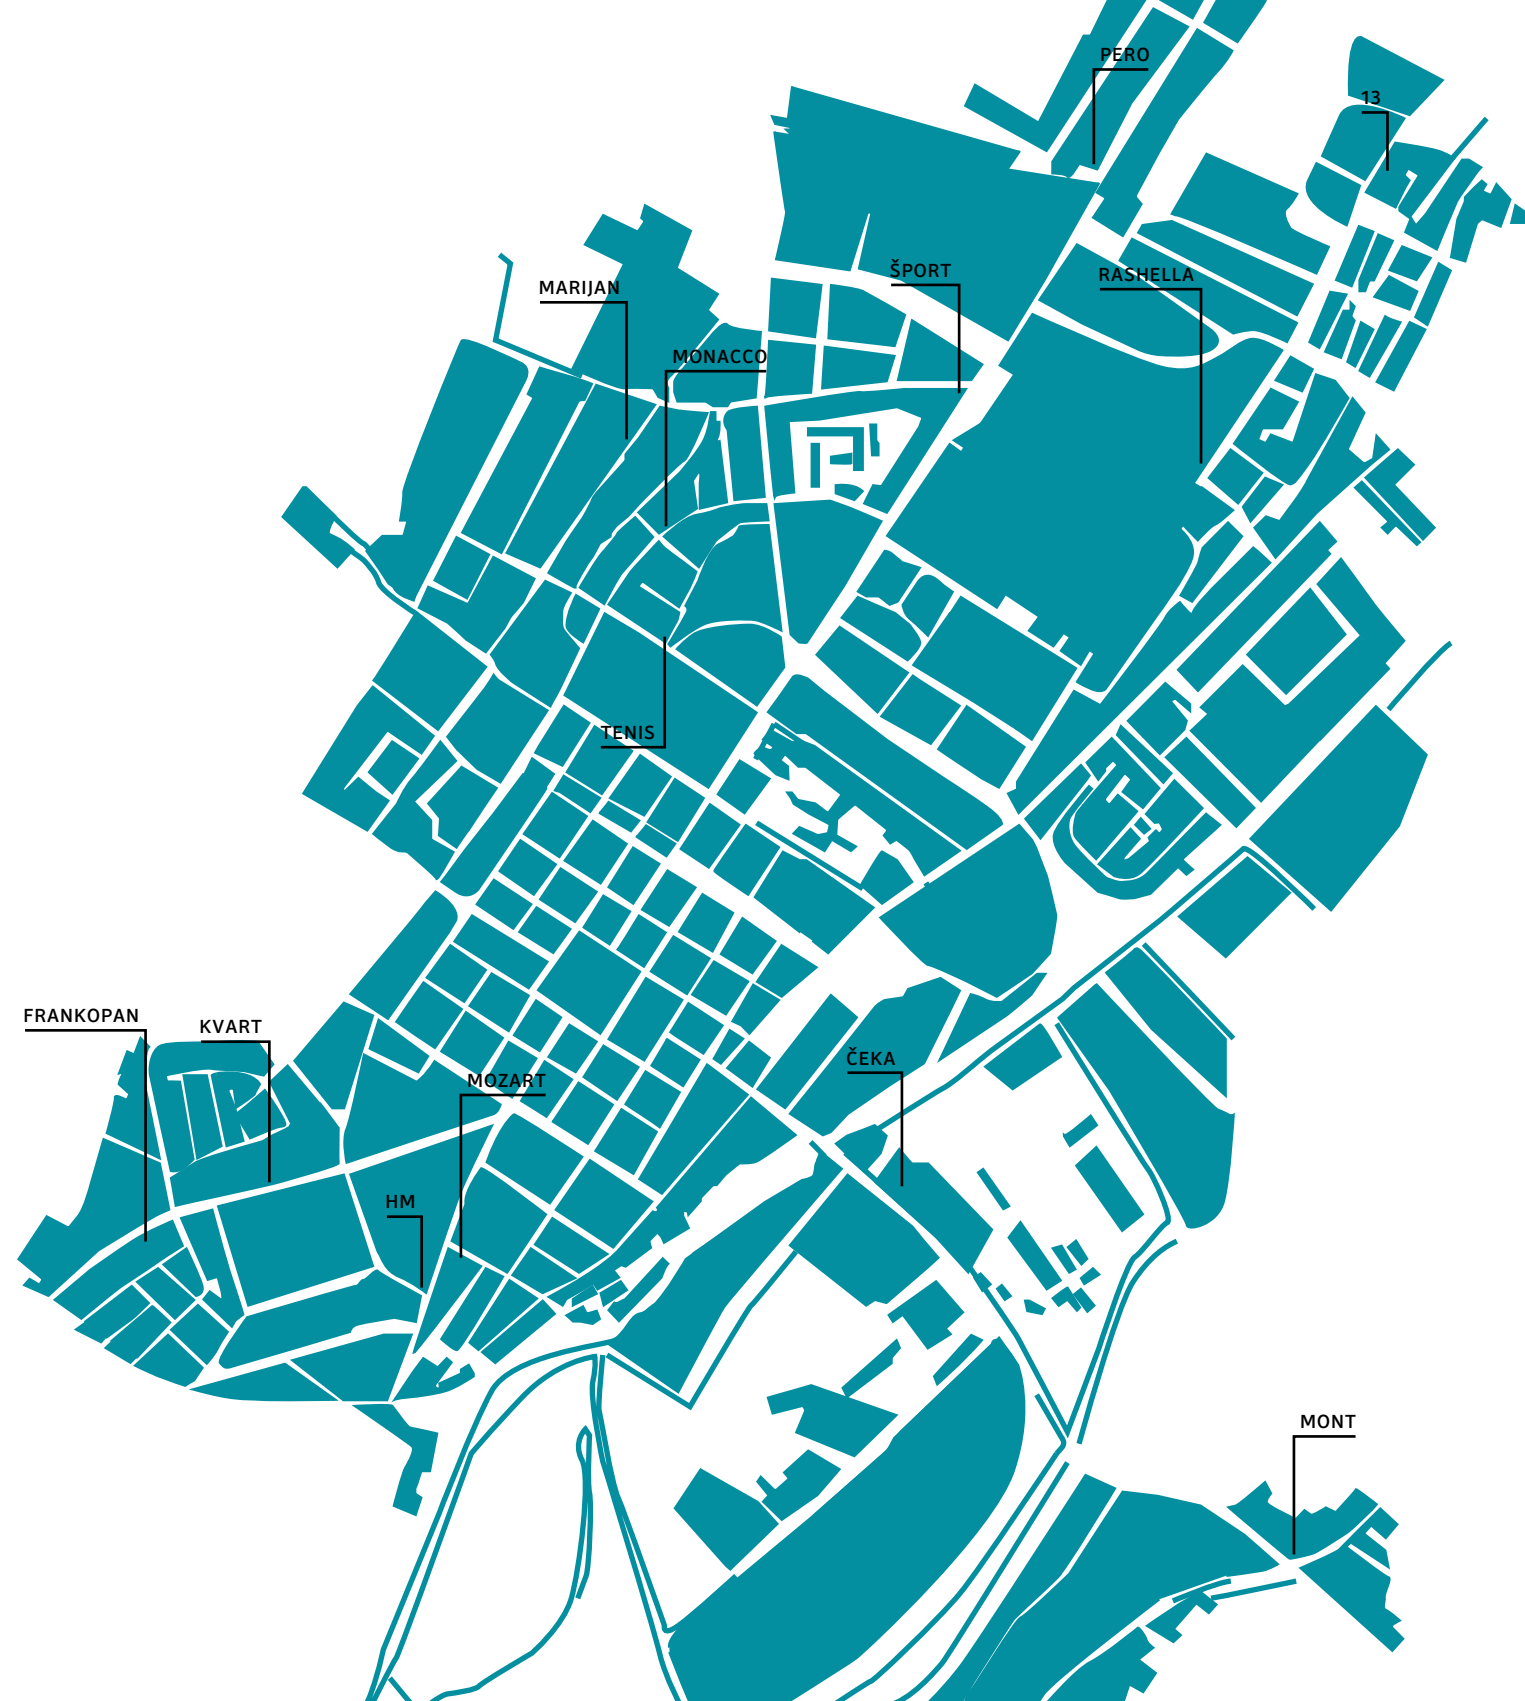 PERO
13
ŠPORT
RASHELLA
MARIJAN
MONACCO
TENIS
FRANKOPAN
KVART
ČEKA
MOZART
HM
MONT